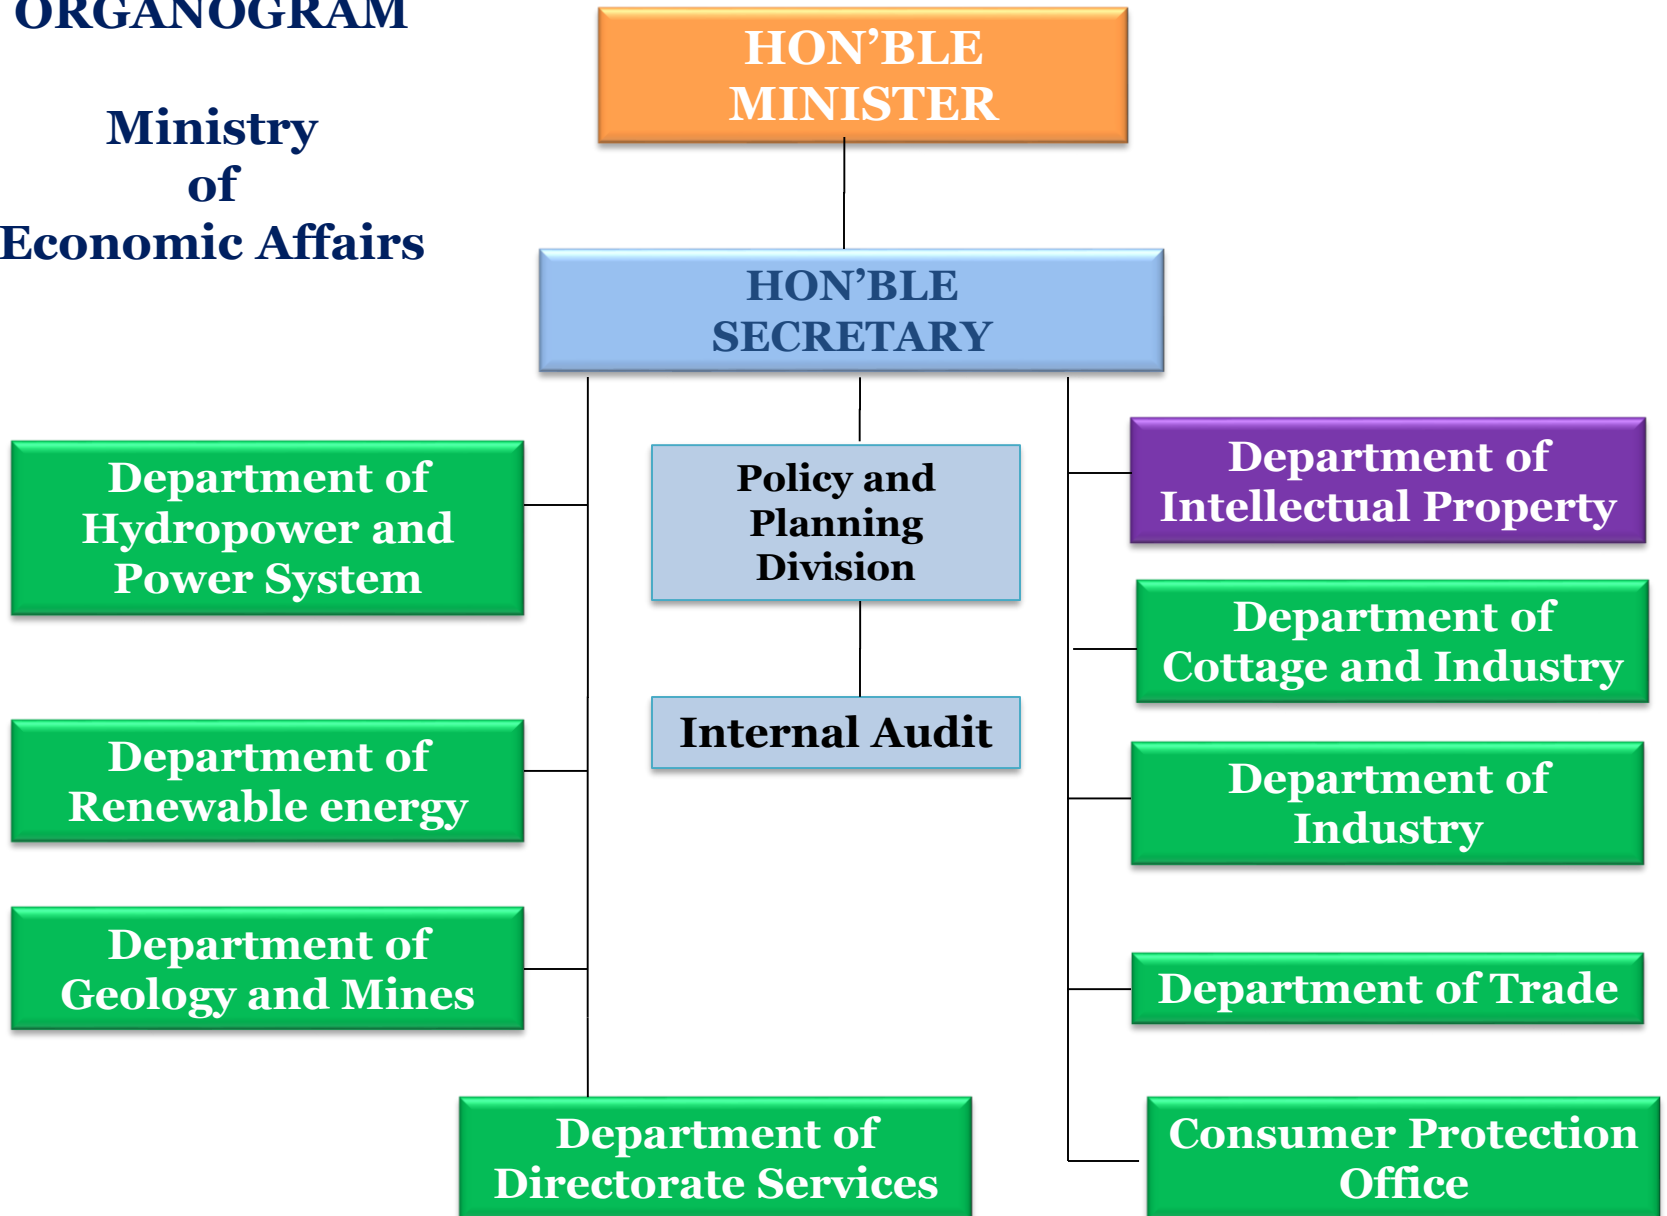 ORGANOGRAM
Ministry
of
Economic Affairs
HON’BLE
MINISTER
HON’BLE
SECRETARY
Department of
Hydropower and
Power System
Department of
Renewable energy
Department of
Geology and Mines
Department of
Directorate Services
Policy and
Planning
Division
Internal Audit
Department of
Intellectual Property
Department of
Cottage and Industry
Department of
Industry
Department of Trade
Consumer Protection
Office